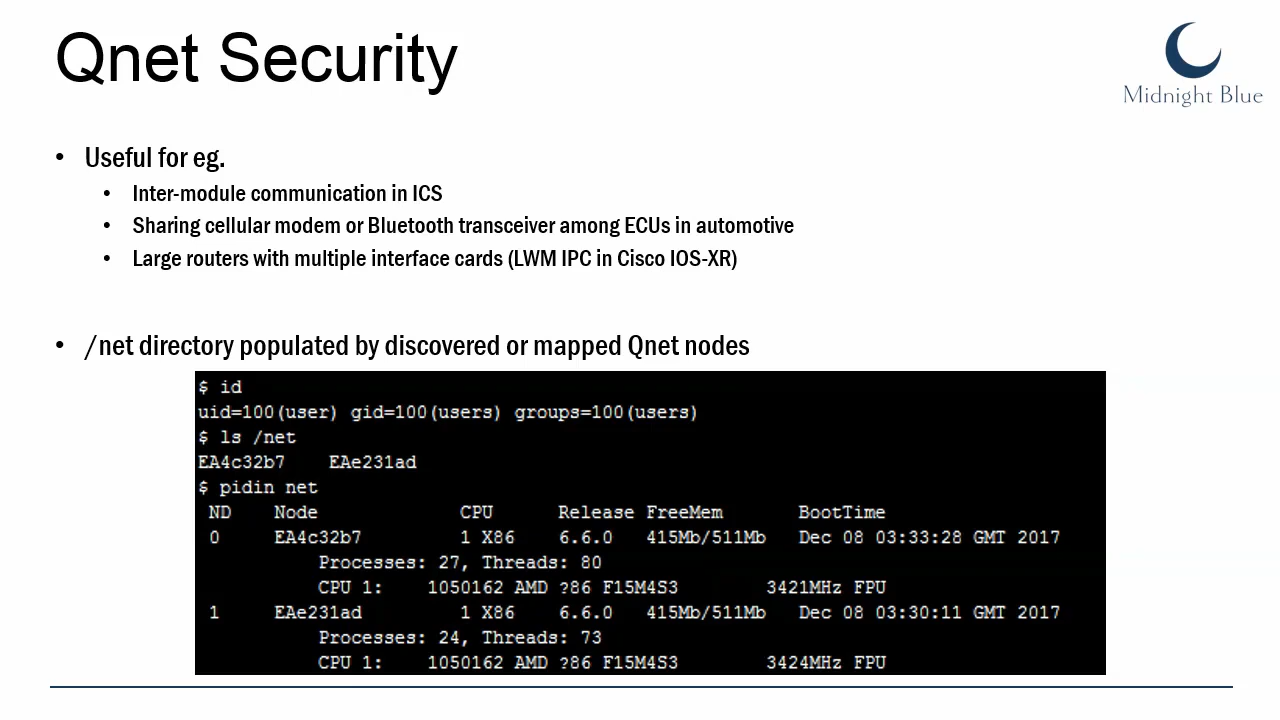 Qnet Security
Midnight Blue
• Useful for eg.
• Inter-module communication in ICS
• Sharing cellular modem or Bluetooth transceiver among ECUs in automotive
• Large routers with multiple interface cards (LWM IPC in Cisco IOS-XR)
• /net directory populated by discovered or mapped Qnet nodes
$ id
uid=100(user) gid=100(users) groups=100(users)
$ ls /net
EA4c32b7 EAe231ad
$ pidin net
ND Node CPU Release FreeMem BootTime
0 EA4c32b7 1 X86 6.6.0 415Mb/511Mb Dec 08 03:33:28 GMT 2017
Processes: 27, Threads: 80
CPU 1: 1050162 AMD ?86 F15M4S3 3421MHz FPU
1 EAe231ad 1 X86 6.6.0 415Mb/511Mb Dec 08 03:30:11 GMT 2017
Processes: 24, Threads: 73
CPU 1: 1050162 AMD ?86 F15M4S3 3424MHz FPU